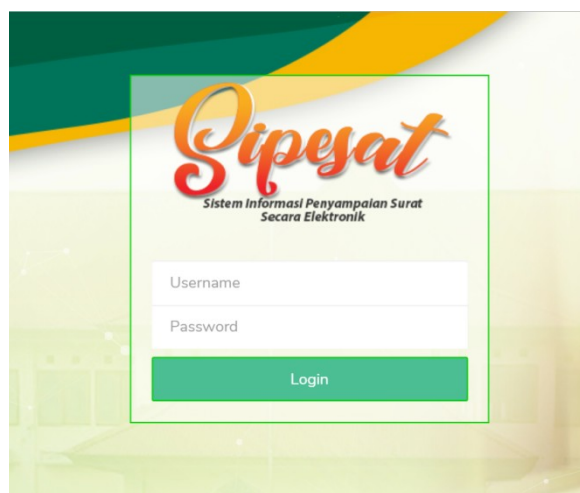 Sipesat
Sistem Informasi Penyampaian Surat
Secara Elektronik
Username
Password
Login